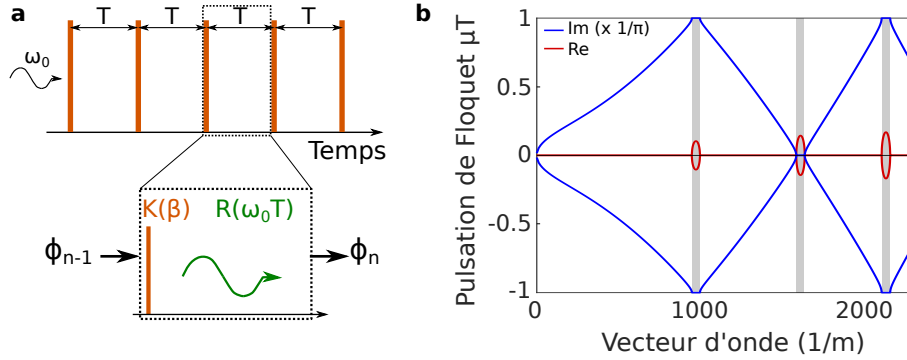 a
T T T T
ω₀
Temps
K(β) R(ω₀T)
ϕₙ₋₁ ϕₙ
b
Pulsation de Floquet µT
Im (x 1/π)
Re
1
0.5
0
-0.5
-1
0 1000 2000
Vecteur d'onde (1/m)